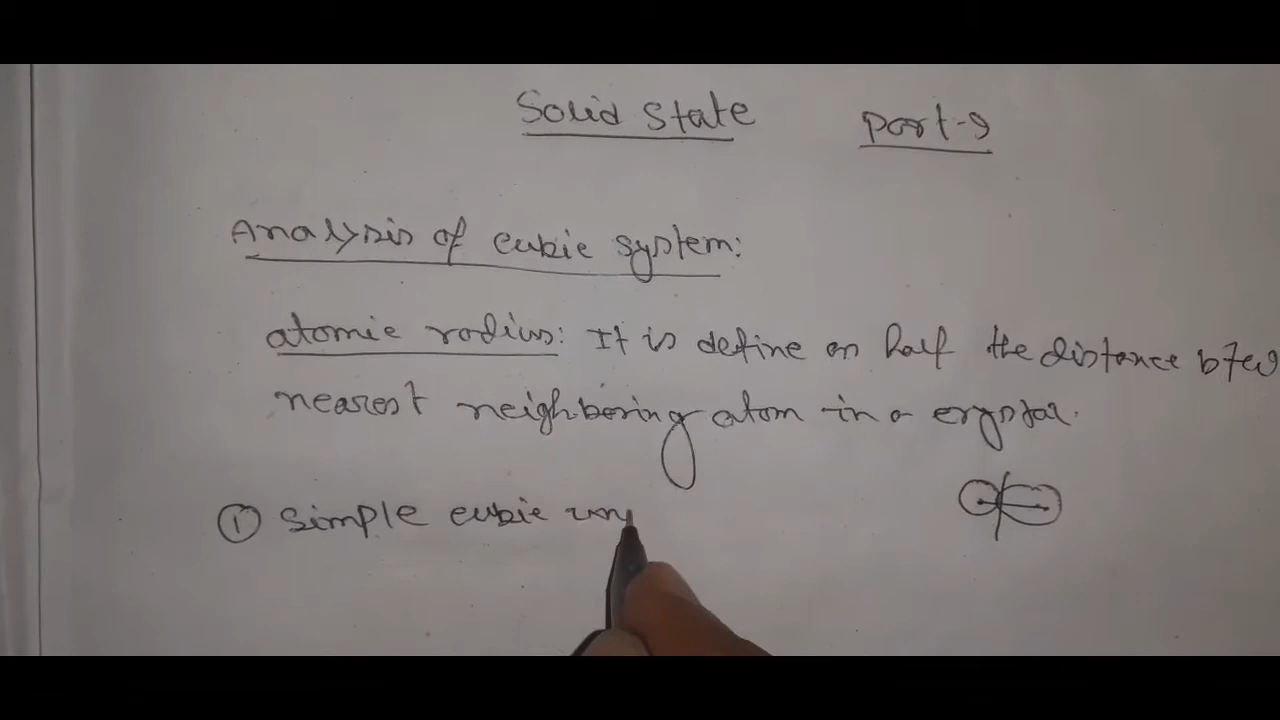 Solid State Part-9
Analysis of cubic system:
atomic radius: It is define as half the distance btw
nearest neighboring atom in a crystal.
① Simple cubic un